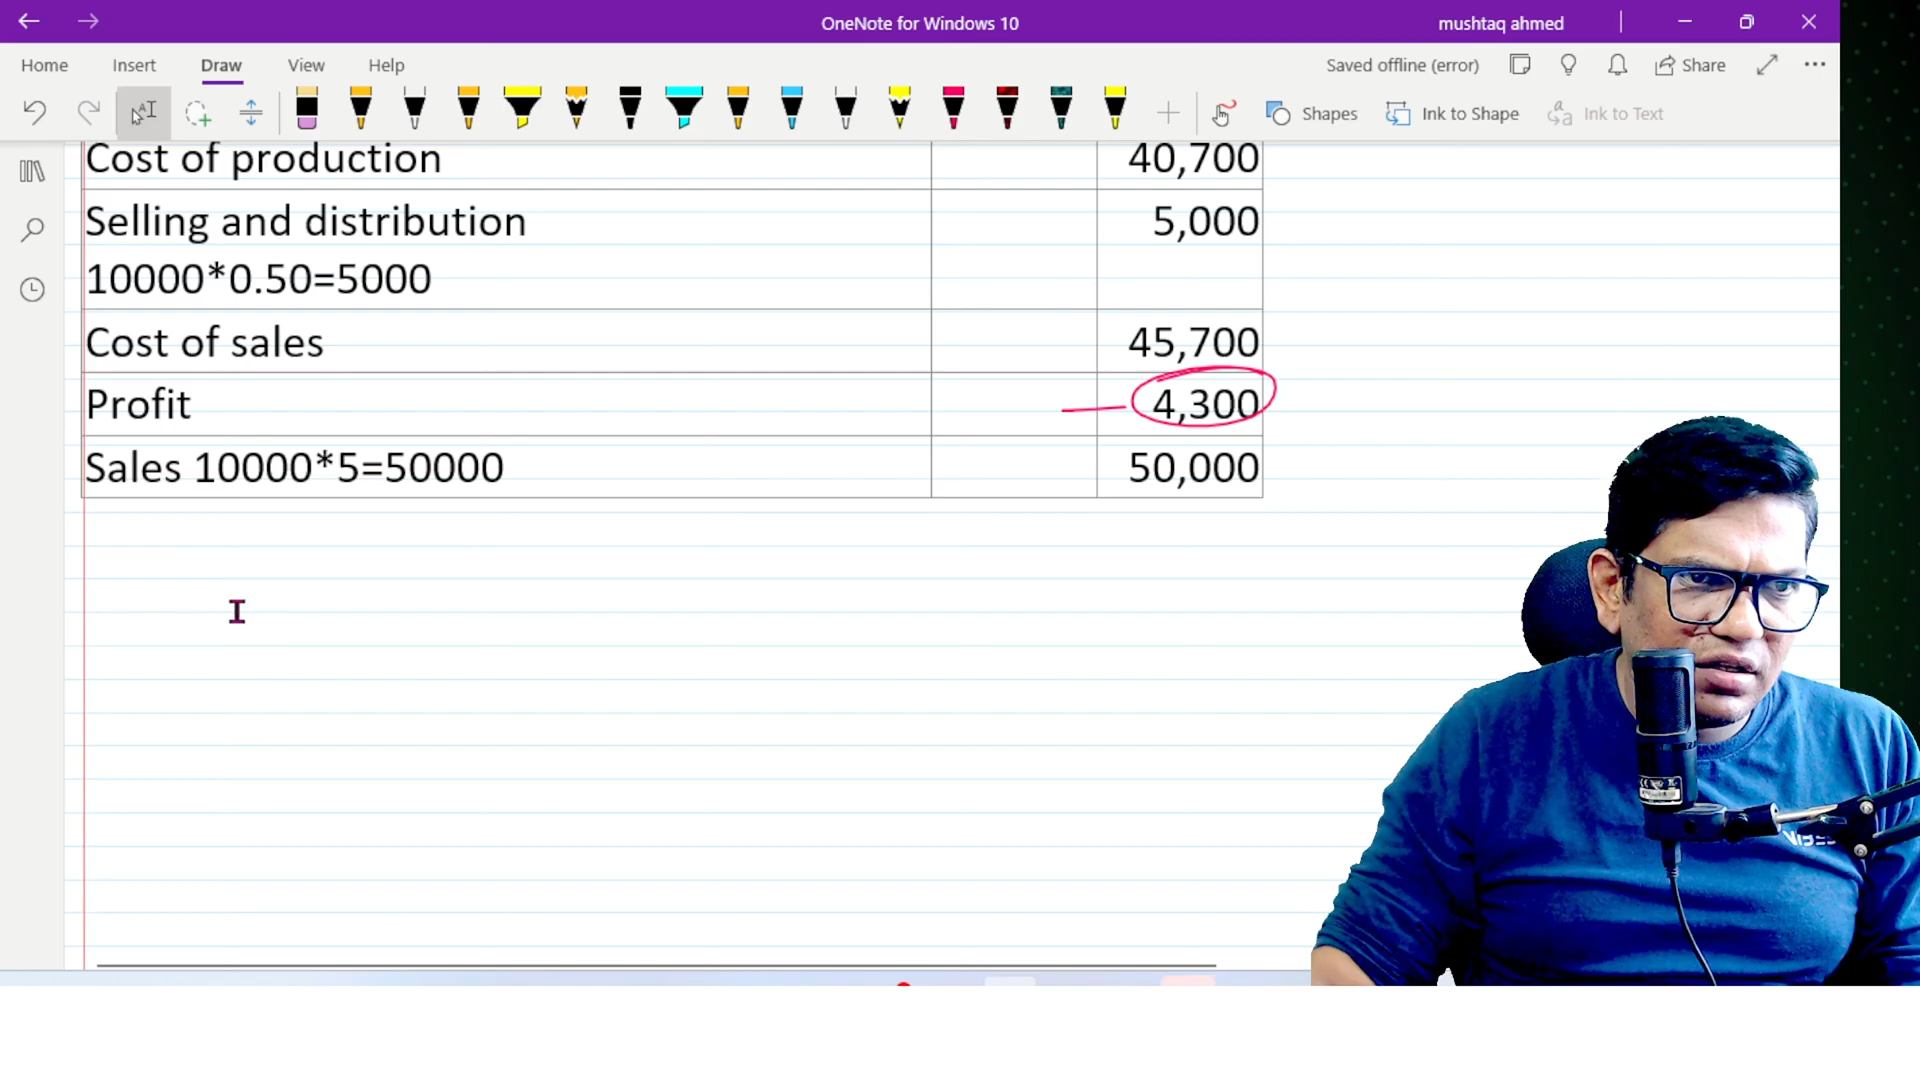 OneNote for Windows 10
mushtaq ahmed
Home Insert Draw View Help
Saved offline (error) Share
Shapes Ink to Shape Ink to Text
Cost of production 40,700
Selling and distribution 5,000
10000*0.50=5000
Cost of sales 45,700
Profit 4,300
Sales 10000*5=50000 50,000